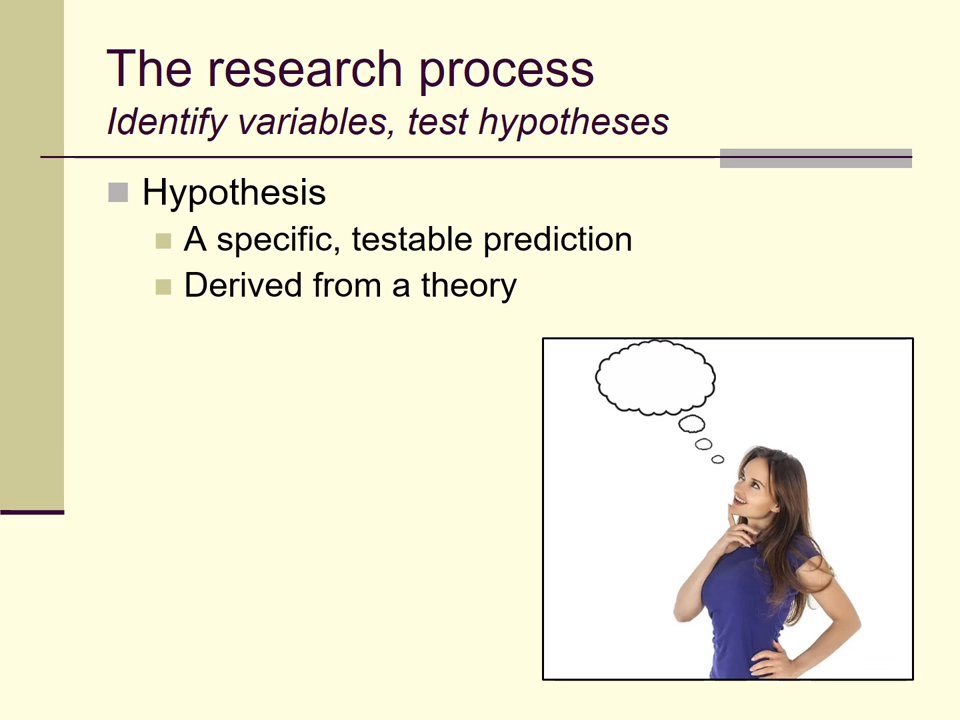 The research process
Identify variables, test hypotheses
Hypothesis
A specific, testable prediction
Derived from a theory